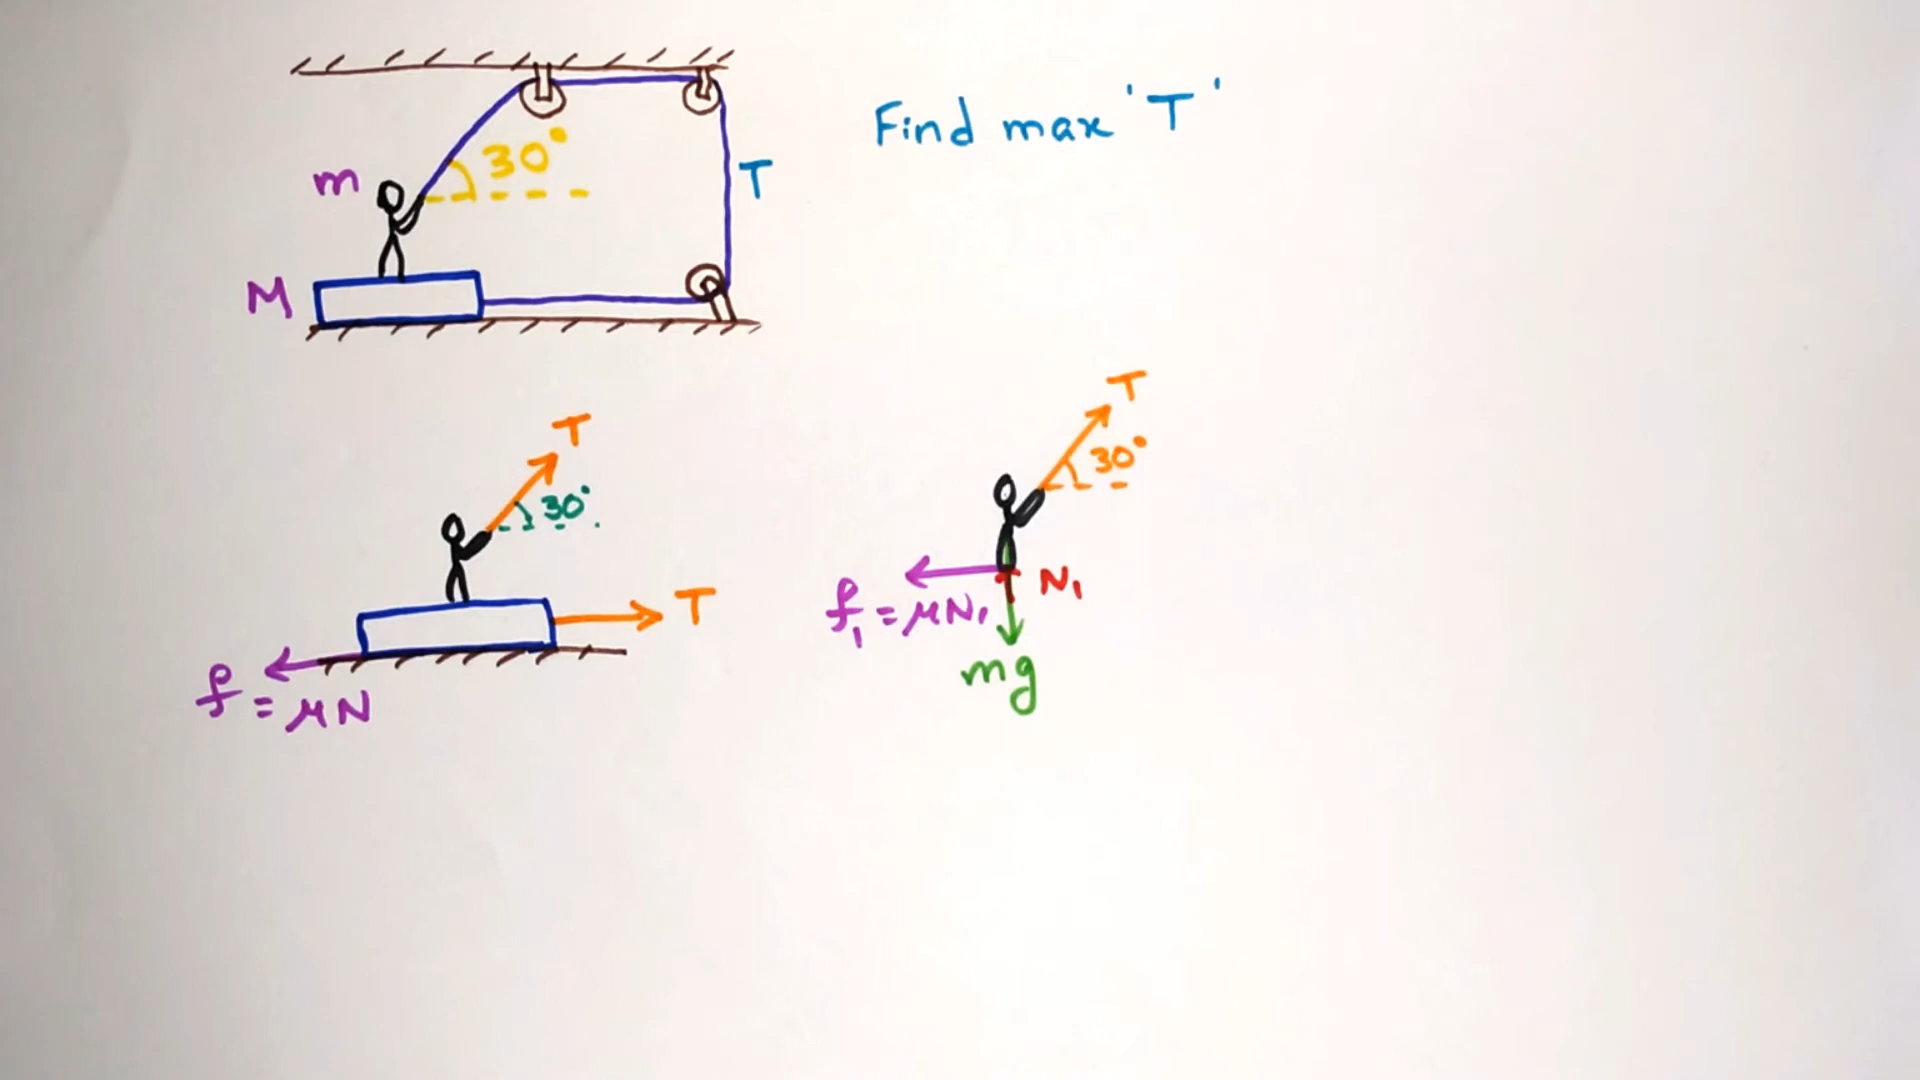 Find max 'T'
30°
m
T
M
T
30°
T
f = μN
T
30°
N₁
f₁ = μN₁
mg